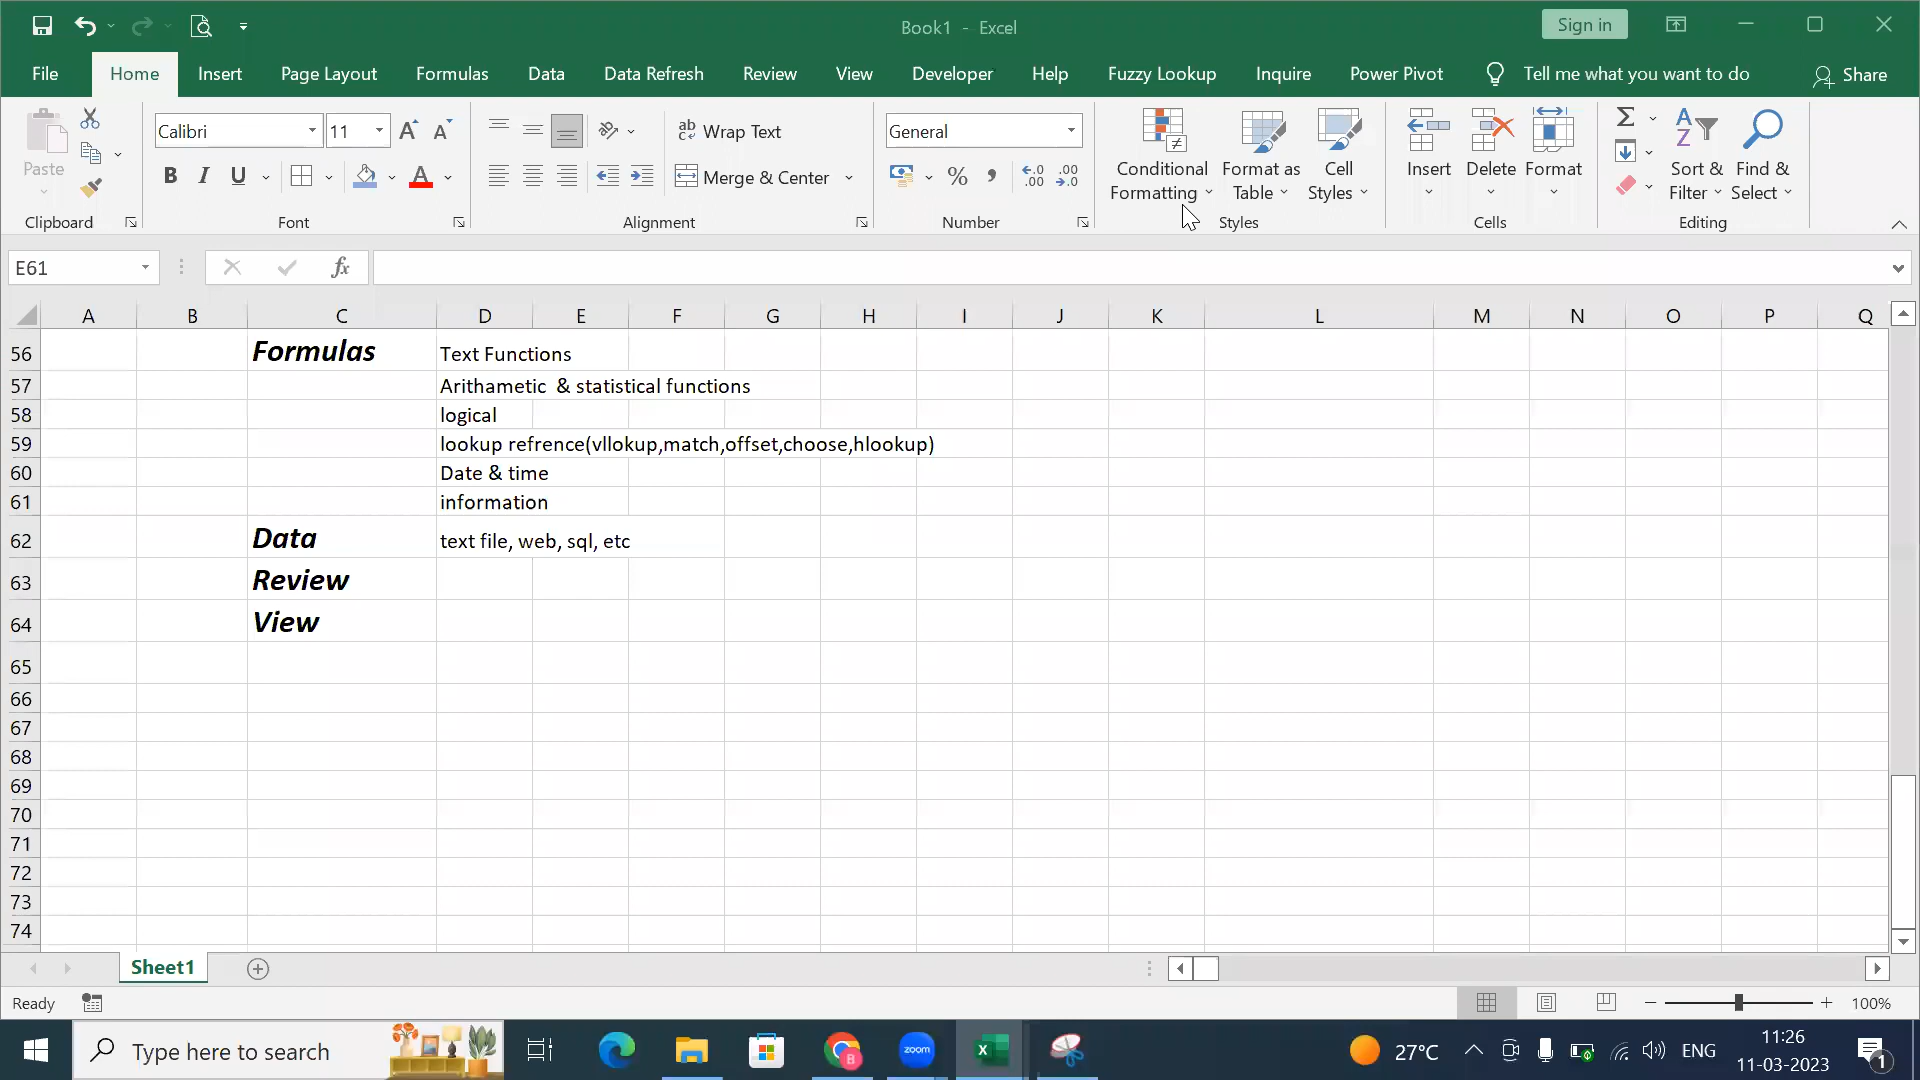 Book1 - Excel
Sign in
File Home Insert Page Layout Formulas Data Data Refresh Review View Developer Help Fuzzy Lookup Inquire Power Pivot Tell me what you want to do Share
Paste
Clipboard
Calibri 11
B I U
Font
Wrap Text
Merge & Center
Alignment
General
Number
Conditional Formatting
Format as Table
Cell Styles
Styles
Insert
Delete
Format
Cells
Sort & Filter
Find & Select
Editing
E61 fx
A B C D E F G H I J K L M N O P Q
56 Formulas Text Functions
57 Arithametic & statistical functions
58 logical
59 lookup refrence(vllokup,match,offset,choose,hlookup)
60 Date & time
61 information
62 Data text file, web, sql, etc
63 Review
64 View
65
66
67
68
69
70
71
72
73
74
Sheet1
Ready 100%
Type here to search
zoom
27°C
ENG
11:26
11-03-2023
1